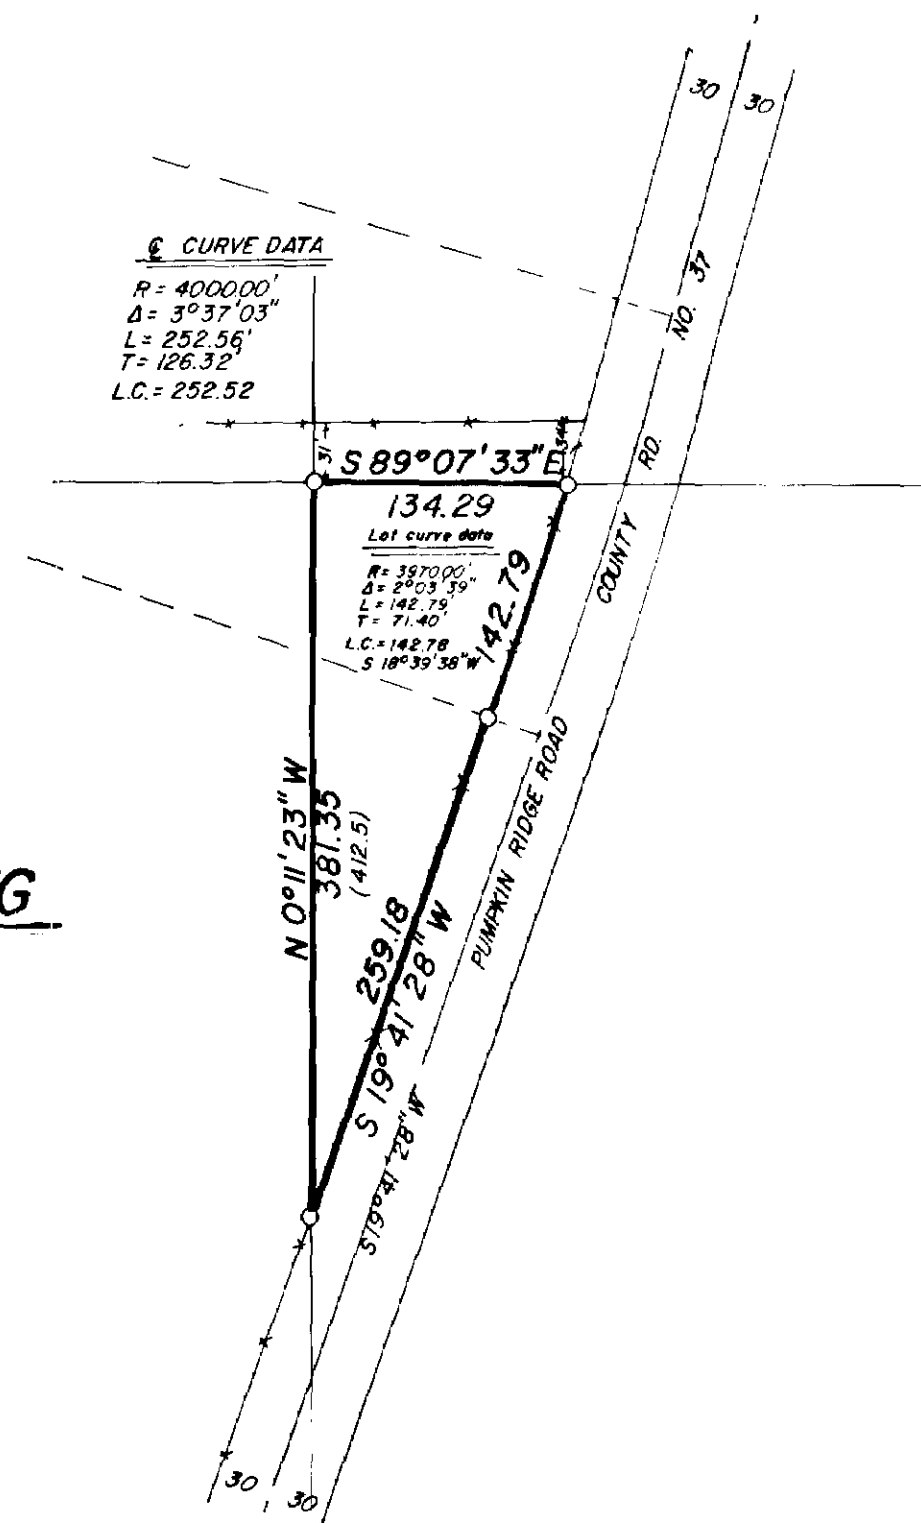 30
30
℄ CURVE DATA
R = 4000.00'
Δ = 3°37'03"
L = 252.56'
T = 126.32'
L.C. = 252.52
NO. 37
31
S 89°07'33"E
134.29
Lot curve data
R = 3970.00'
Δ = 2°03'39"
L = 142.79'
T = 71.40'
L.C. = 142.78
S 18°39'38"W
142.79
COUNTY RD.
N 0°11'23" W
381.35
(412.5)
259.18
S 19°41'28" W
PUMPKIN RIDGE ROAD
G
S19°41'28"W
30
30